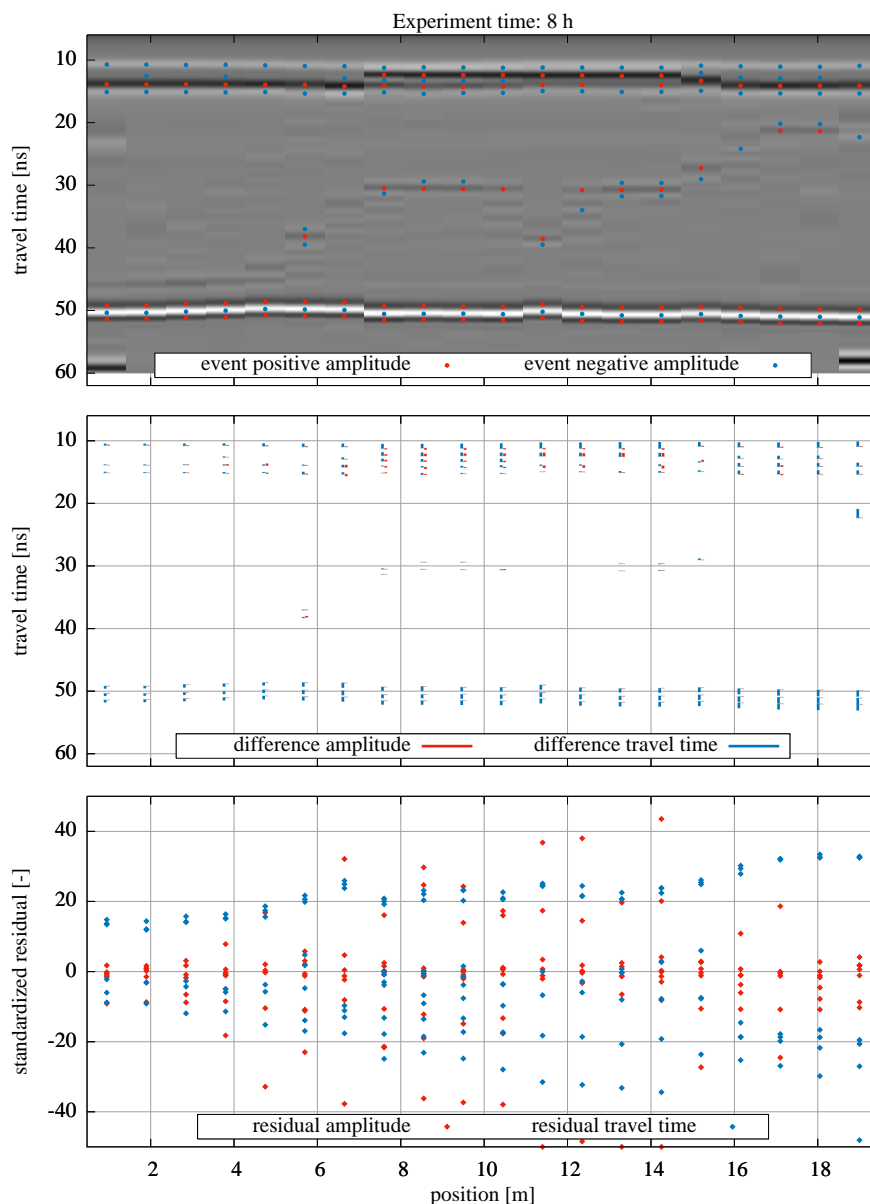 Experiment time: 8 h
10
20
30
40
50
60
travel time [ns]
event positive amplitude
event negative amplitude
10
20
30
40
50
60
travel time [ns]
difference amplitude
difference travel time
40
20
0
-20
-40
standardized residual [-]
residual amplitude
residual travel time
2 4 6 8 10 12 14 16 18
position [m]